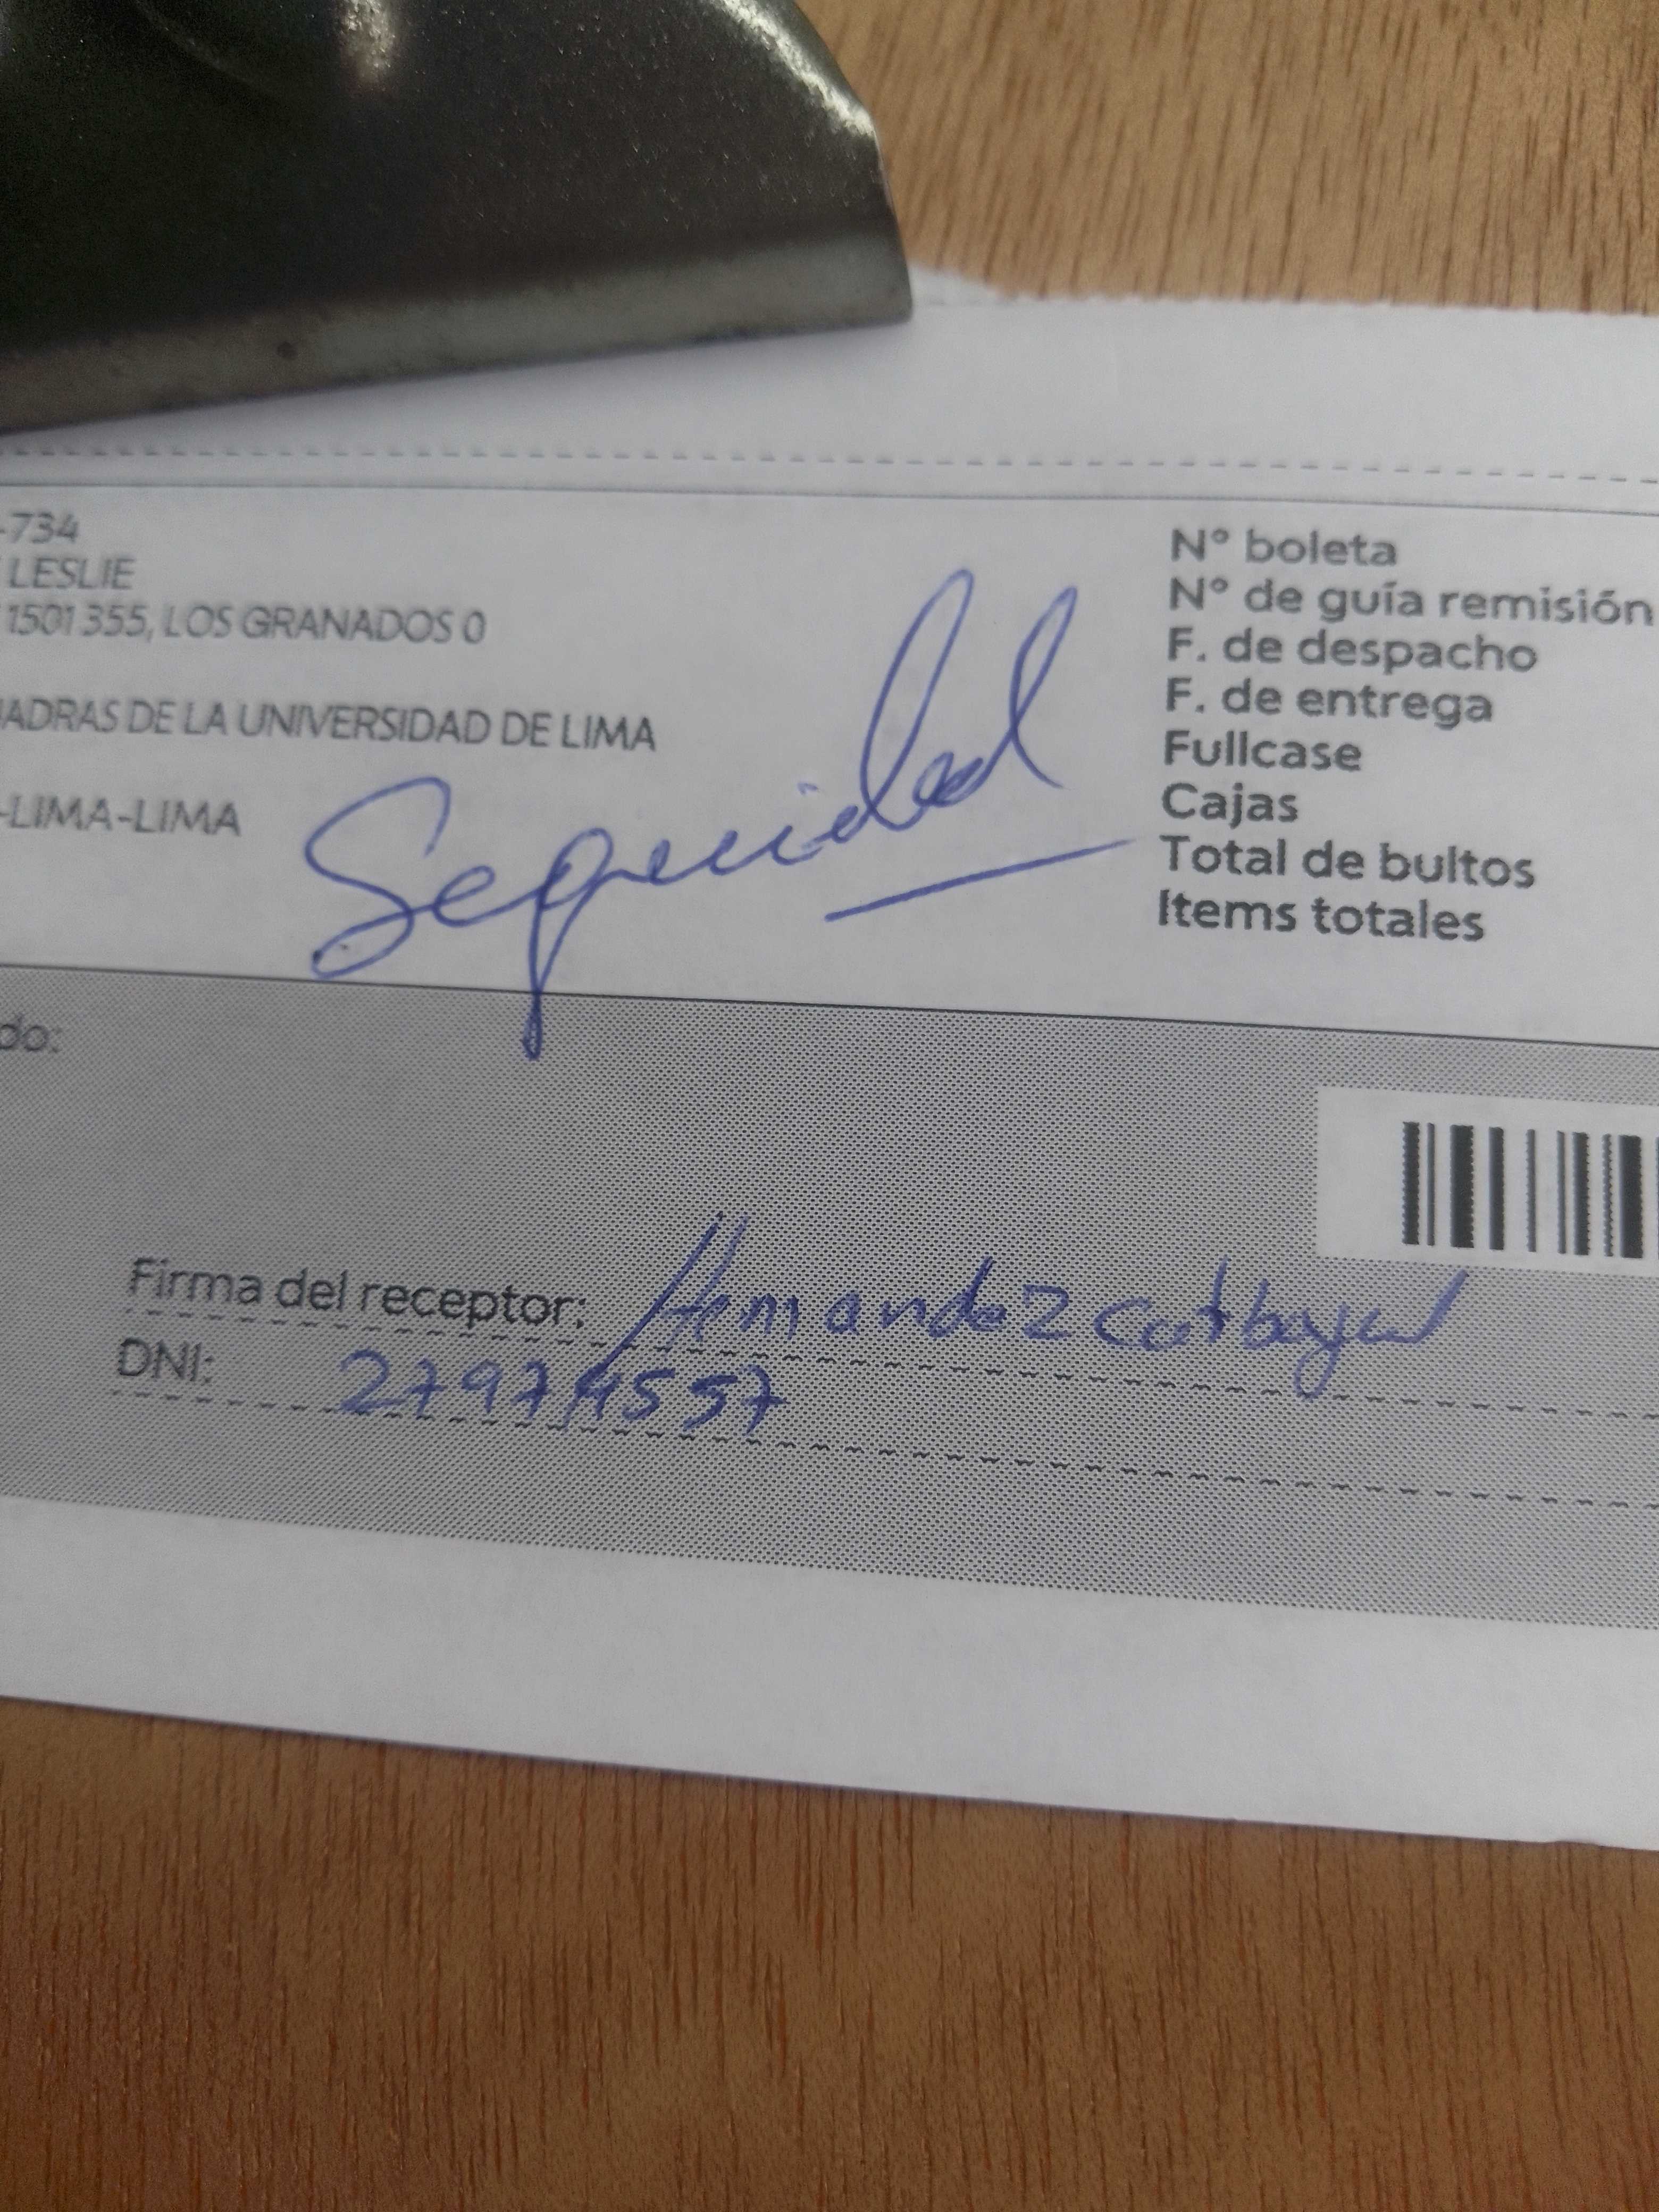 -734
LESLIE
1501 355, LOS GRANADOS 0
ADRAS DE LA UNIVERSIDAD DE LIMA
-LIMA-LIMA
Seguridad
N° boleta
N° de guía remisión
F. de despacho
F. de entrega
Fullcase
Cajas
Total de bultos
Items totales
do:
Firma del receptor: Hernandez
DNI: